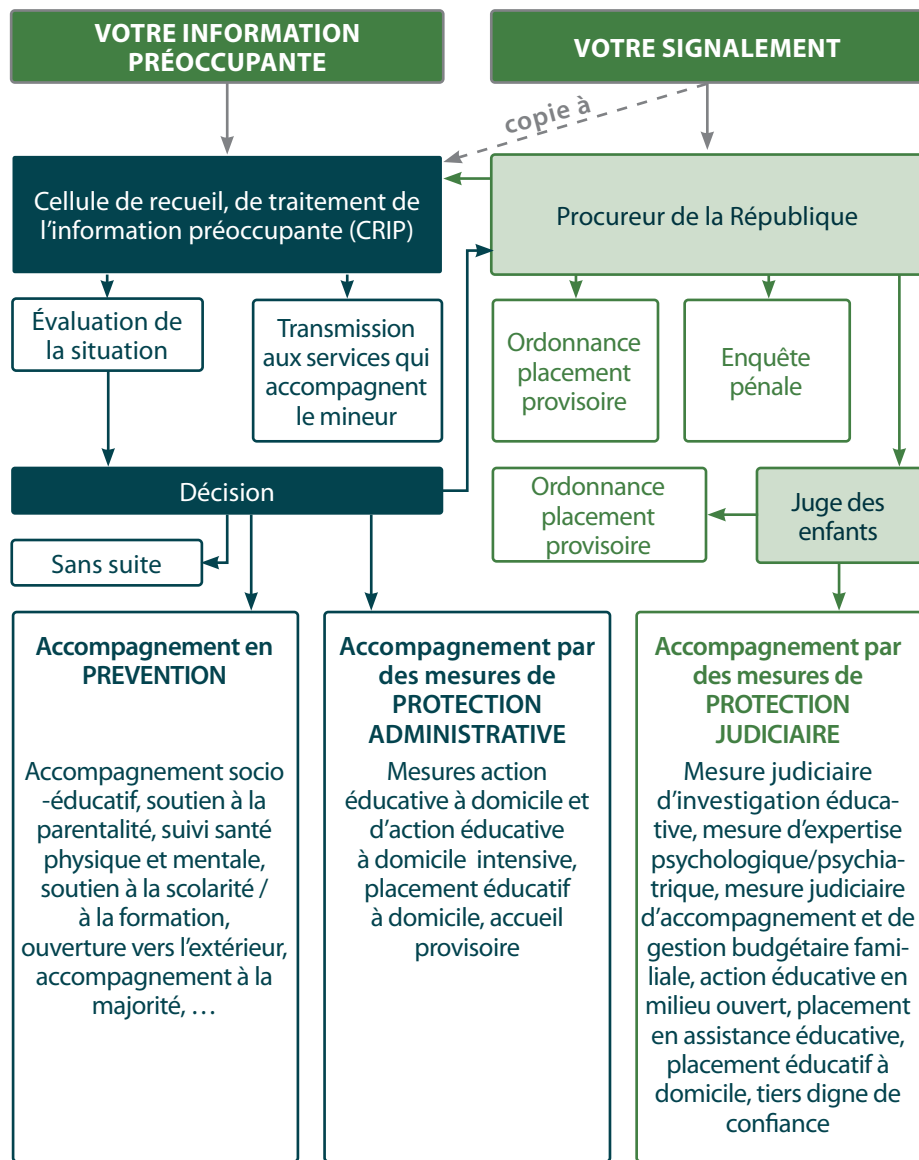 VOTRE INFORMATION
PRÉOCCUPANTE
VOTRE SIGNALEMENT
copie à
Cellule de recueil, de traitement de
l'information préoccupante (CRIP)
Procureur de la République
Évaluation de
la situation
Transmission
aux services qui
accompagnent
le mineur
Ordonnance
placement
provisoire
Enquête
pénale
Décision
Ordonnance
placement
provisoire
Juge des
enfants
Sans suite
Accompagnement en
PREVENTION
Accompagnement socio
-éducatif, soutien à la
parentalité, suivi santé
physique et mentale,
soutien à la scolarité /
à la formation,
ouverture vers l'extérieur,
accompagnement à la
majorité, …
Accompagnement par
des mesures de
PROTECTION
ADMINISTRATIVE
Mesures action
éducative à domicile et
d'action éducative
à domicile intensive,
placement éducatif
à domicile, accueil
provisoire
Accompagnement par
des mesures de
PROTECTION
JUDICIAIRE
Mesure judiciaire
d'investigation éduca-
tive, mesure d'expertise
psychologique/psychia-
trique, mesure judiciaire
d'accompagnement et de
gestion budgétaire fami-
liale, action éducative en
milieu ouvert, placement
en assistance éducative,
placement éducatif à
domicile, tiers digne de
confiance